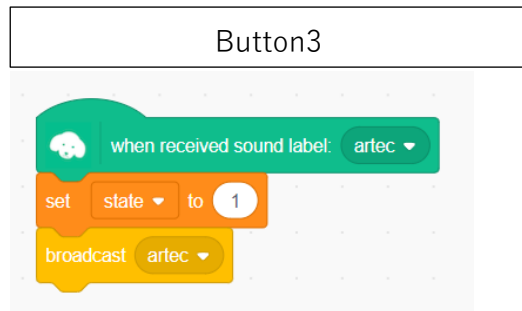 Button3
when received sound label: artec
set state to 1
broadcast artec